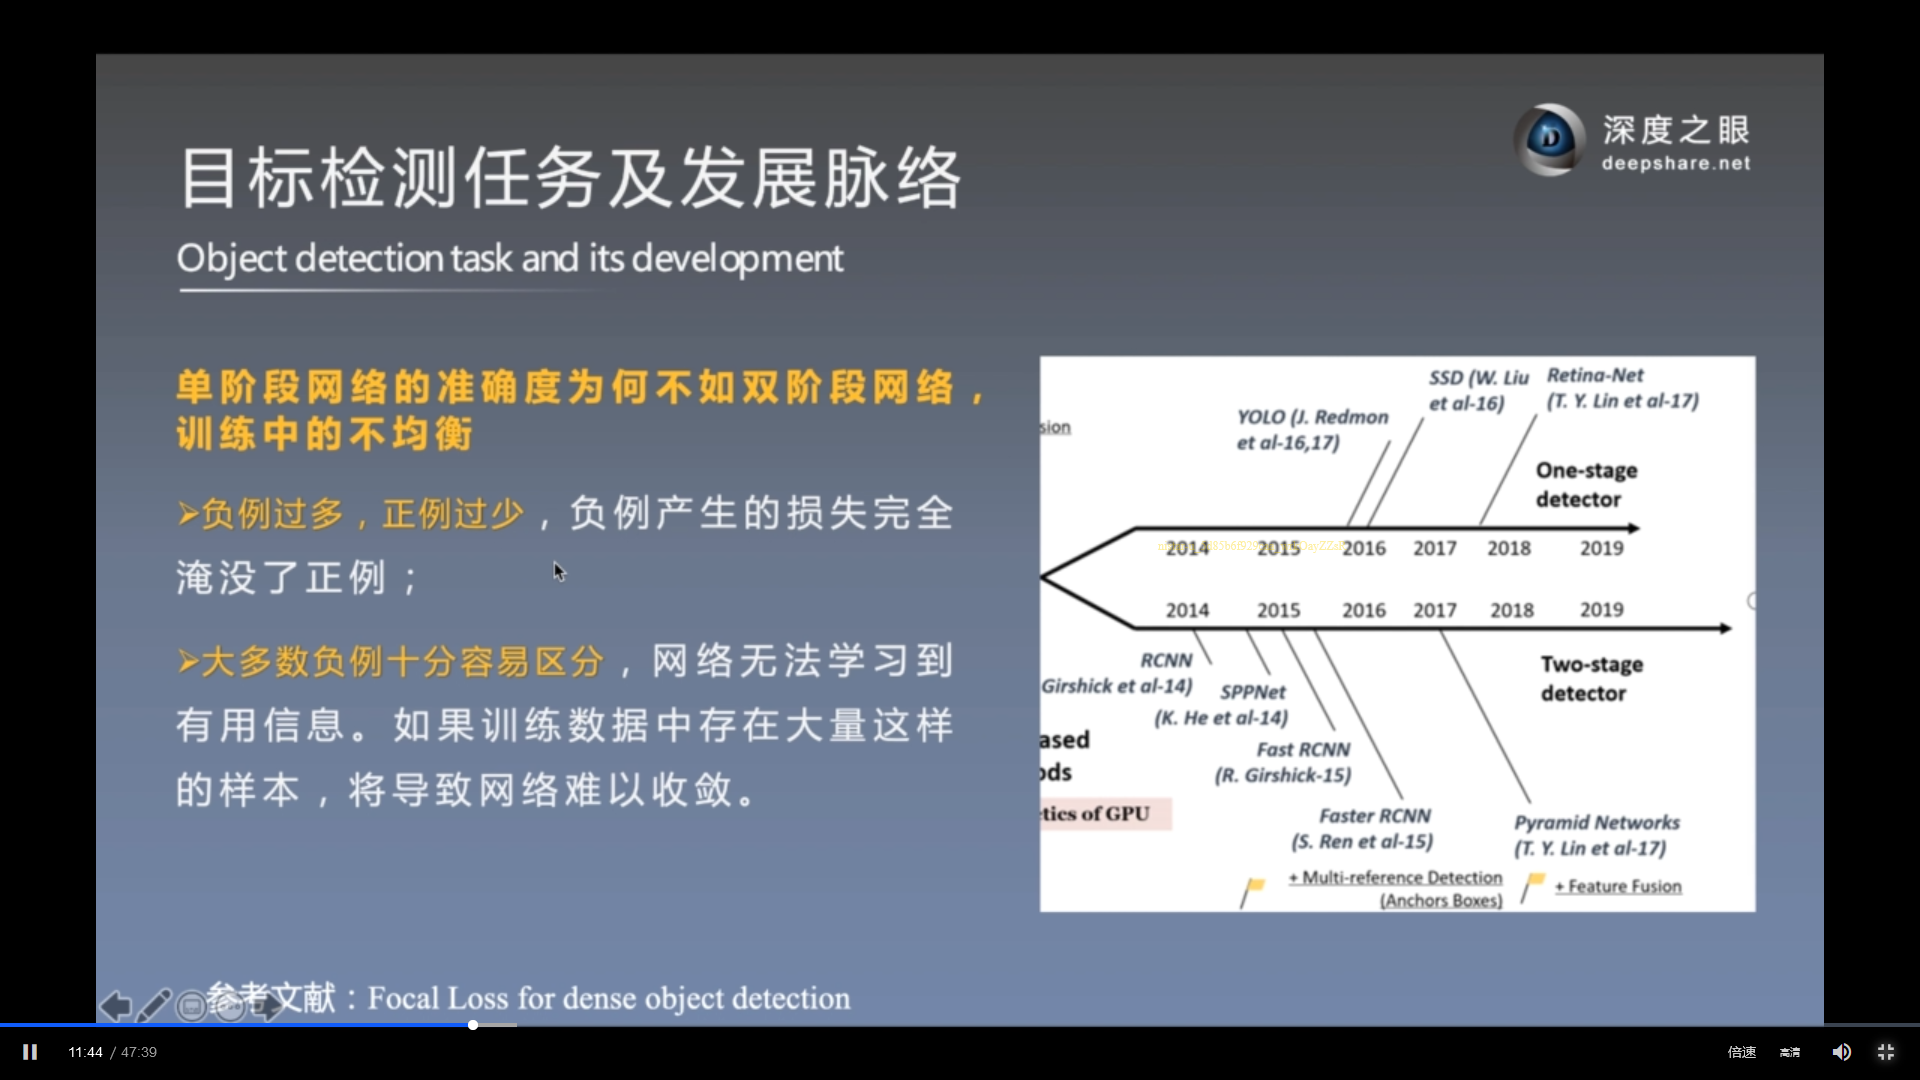 深度之眼
deepshare.net
目标检测任务及发展脉络
Object detection task and its development
单阶段网络的准确度为何不如双阶段网络，
训练中的不均衡
➢负例过多，正例过少，负例产生的损失完全
淹没了正例；
➢大多数负例十分容易区分，网络无法学习到
有用信息。如果训练数据中存在大量这样
的样本，将导致网络难以收敛。
SSD (W. Liu
et al-16)
Retina-Net
(T. Y. Lin et al-17)
YOLO (J. Redmon
et al-16,17)
sion
One-stage
detector
2014 2015 2016 2017 2018 2019
2014 2015 2016 2017 2018 2019
Two-stage
detector
RCNN
Girshick et al-14)
SPPNet
(K. He et al-14)
ased
ods
Fast RCNN
(R. Girshick-15)
tics of GPU
Faster RCNN
(S. Ren et al-15)
Pyramid Networks
(T. Y. Lin et al-17)
+ Multi-reference Detection
(Anchors Boxes)
+ Feature Fusion
参考文献：Focal Loss for dense object detection
11:44 / 47:39
倍速
高清